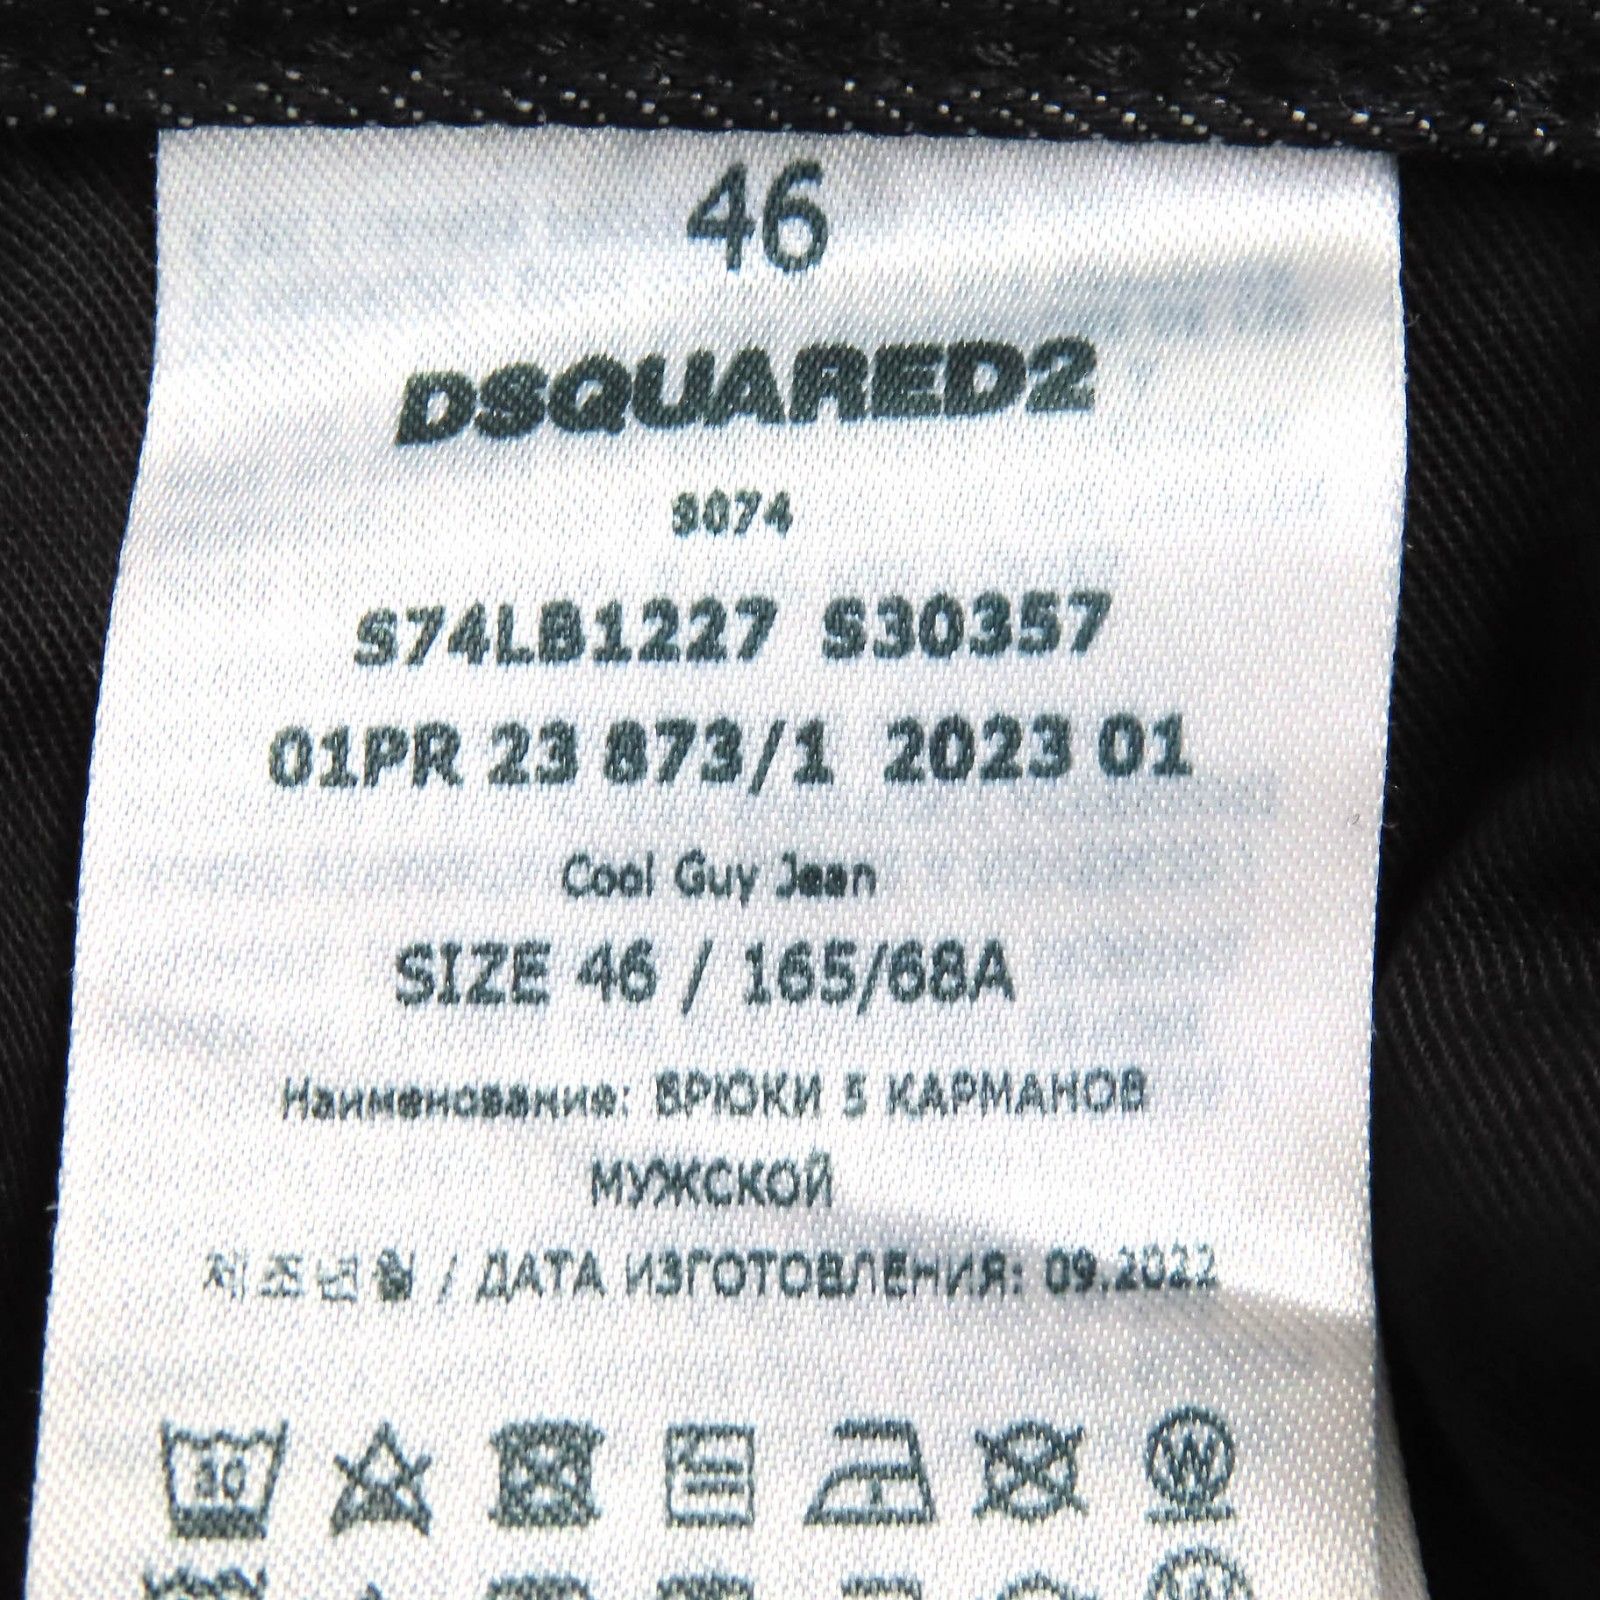 46
DSQUARED2
S074
S74LB1227 S30357
01PR 23 873/1 2023 01
Cool Guy Jean
SIZE 46 / 165/68A
Наименование: БРЮКИ 5 КАРМАНОВ
МУЖСКОЙ
제조년월 / ДАТА ИЗГОТОВЛЕНИЯ: 09.2022
30
W